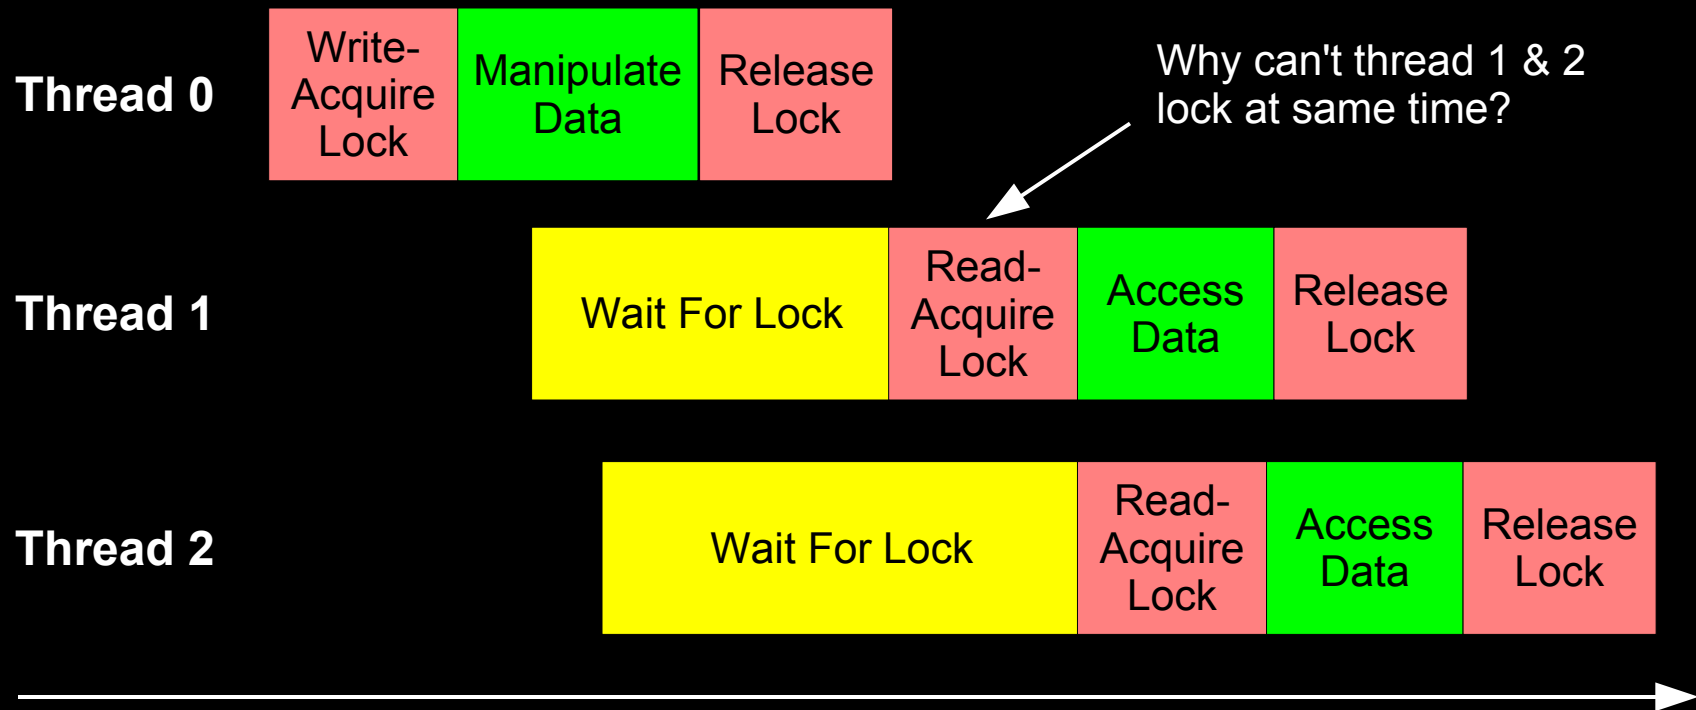 Thread 0
Write-
Acquire
Lock
Manipulate
Data
Release
Lock
Why can't thread 1 & 2
lock at same time?
Thread 1
Wait For Lock
Read-
Acquire
Lock
Access
Data
Release
Lock
Thread 2
Wait For Lock
Read-
Acquire
Lock
Access
Data
Release
Lock